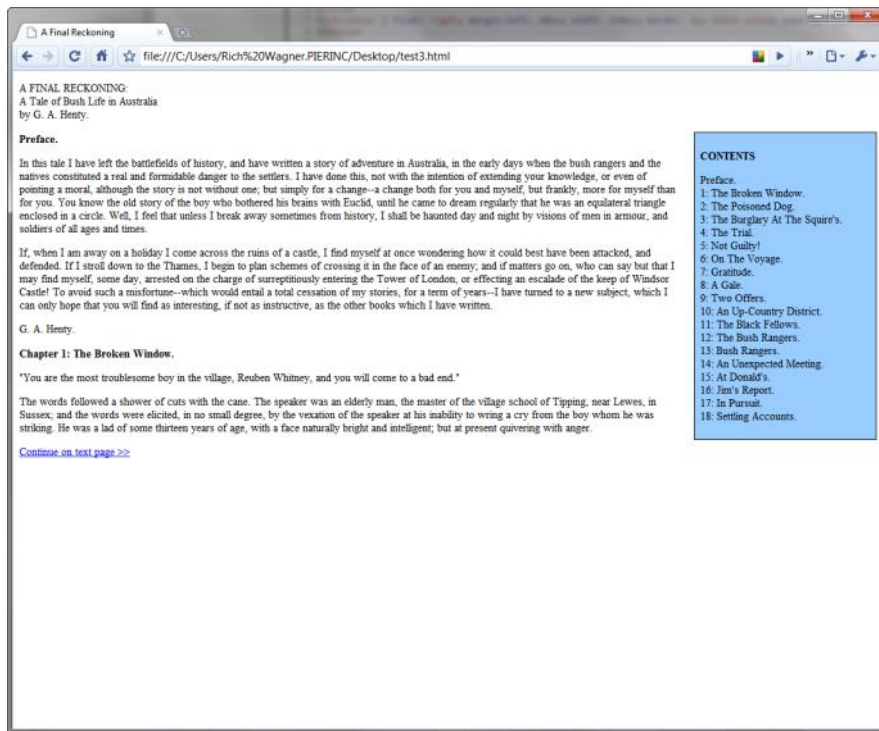 A Final Reckoning
file:///C:/Users/Rich%20Wagner.PIERINC/Desktop/test3.html
A FINAL RECKONING:
A Tale of Bush Life in Australia
by G. A. Henty.
Preface.
In this tale I have left the battlefields of history, and have written a story of adventure in Australia, in the early days when the bush rangers and the
natives constituted a real and formidable danger to the settlers. I have done this, not with the intention of extending your knowledge, or even of
pointing a moral, although the story is not without one; but simply for a change--a change both for you and myself, but frankly, more for myself than
for you. You know the old story of the boy who bothered his brains with Euclid, until he came to dream regularly that he was an equilateral triangle
enclosed in a circle. Well, I feel that unless I break away sometimes from history, I shall be haunted day and night by visions of men in armour, and
soldiers of all ages and times.
If, when I am away on a holiday I come across the ruins of a castle, I find myself at once wondering how it could best have been attacked, and
defended. If I stroll down to the Thames, I begin to plan schemes of crossing it in the face of an enemy; and if matters go on, who can say but that I
may find myself, some day, arrested on the charge of surreptitiously entering the Tower of London, or effecting an escalade of the keep of Windsor
Castle! To avoid such a misfortune--which would entail a total cessation of my stories, for a term of years--I have turned to a new subject, which I
can only hope that you will find as interesting, if not as instructive, as the other books which I have written.
G. A. Henty.
Chapter 1: The Broken Window.
"You are the most troublesome boy in the village, Reuben Whitney, and you will come to a bad end."
The words followed a shower of cuts with the cane. The speaker was an elderly man, the master of the village school of Tipping, near Lewes, in
Sussex; and the words were elicited, in no small degree, by the vexation of the speaker at his inability to wring a cry from the boy whom he was
striking. He was a lad of some thirteen years of age, with a face naturally bright and intelligent; but at present quivering with anger.
Continue on text page >>
CONTENTS
Preface.
1: The Broken Window.
2: The Poisoned Dog.
3: The Burglary At The Squire's.
4: The Trial.
5: Not Guilty!
6: On The Voyage.
7: Gratitude.
8: A Gale.
9: Two Offers.
10: An Up-Country District.
11: The Black Fellows.
12: The Bush Rangers.
13: Bush Rangers.
14: An Unexpected Meeting.
15: At Donald's.
16: Jim's Report.
17: In Pursuit.
18: Settling Accounts.